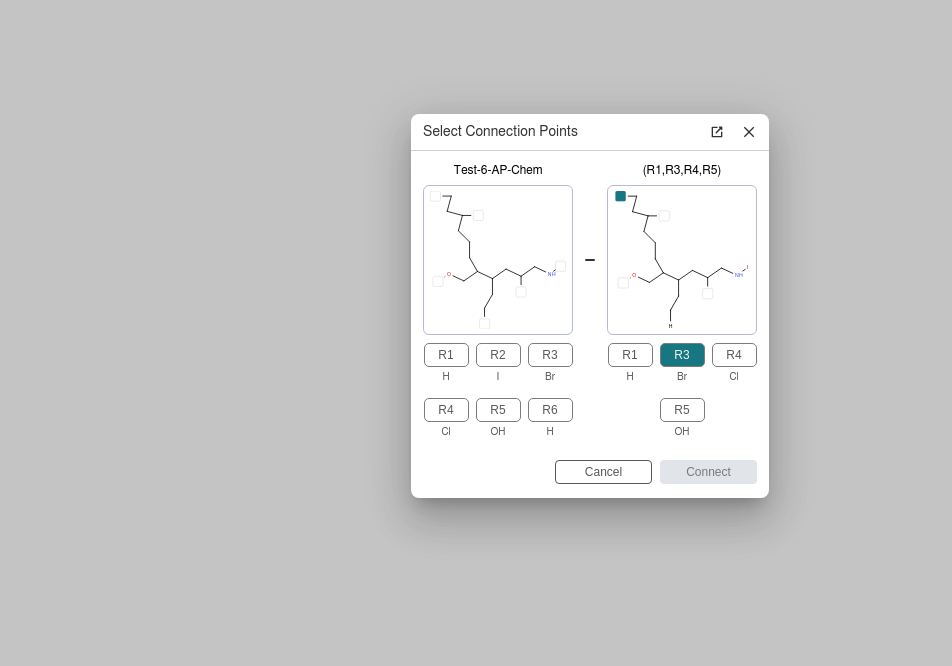 Select Connection Points
Test-6-AP-Chem
(R1,R3,R4,R5)
O
NH
O
NH
I
H
R1
R2
R3
R1
R3
R4
H
I
Br
H
Br
Cl
R4
R5
R6
R5
Cl
OH
H
OH
Cancel
Connect